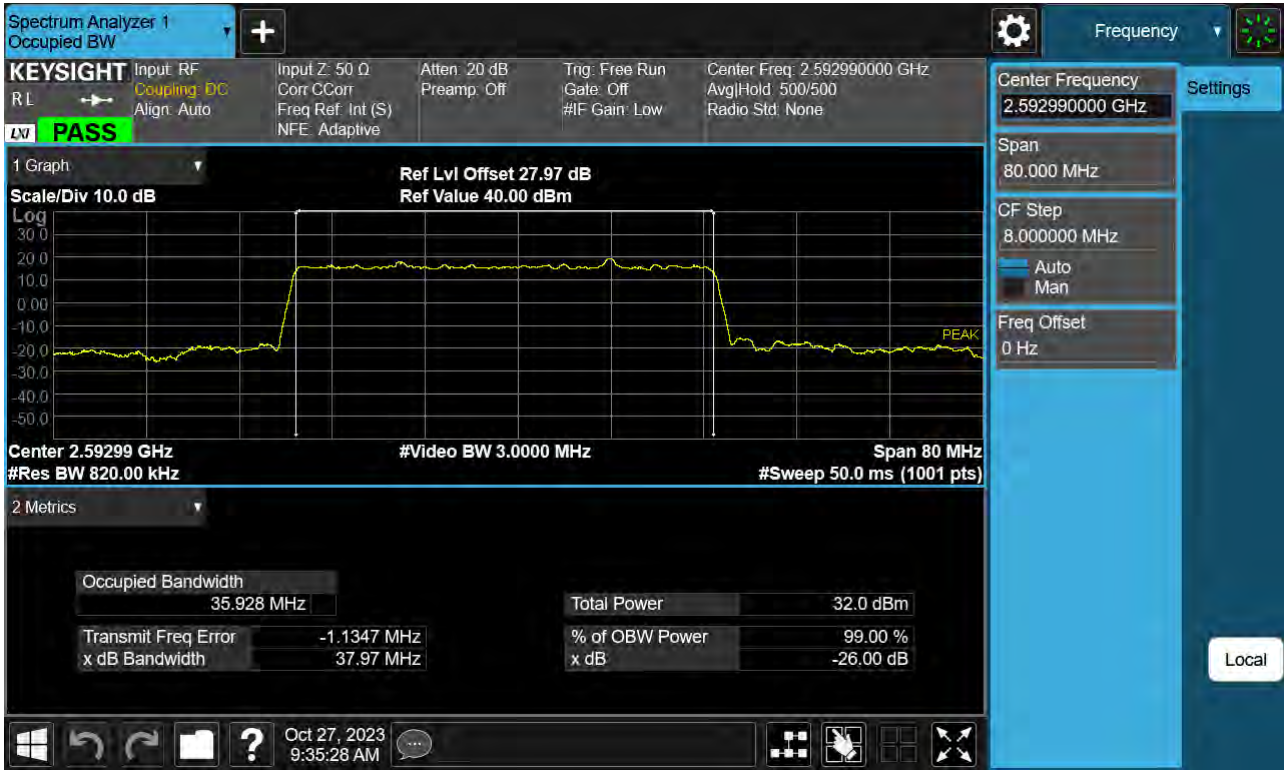 Spectrum Analyzer 1
Occupied BW
Frequency
KEYSIGHT
RL
LXI
PASS
Input: RF
Coupling: DC
Align: Auto
Input Z: 50 Ω
Corr CCorr
Freq Ref: Int (S)
NFE: Adaptive
Atten: 20 dB
Preamp: Off
Trig: Free Run
Gate: Off
#IF Gain: Low
Center Freq: 2.592990000 GHz
Avg|Hold: 500/500
Radio Std: None
1 Graph
Scale/Div 10.0 dB
Ref Lvl Offset 27.97 dB
Ref Value 40.00 dBm
Log
30.0
20.0
10.0
0.00
-10.0
-20.0
-30.0
-40.0
-50.0
PEAK
Center 2.59299 GHz
#Res BW 820.00 kHz
#Video BW 3.0000 MHz
Span 80 MHz
#Sweep 50.0 ms (1001 pts)
2 Metrics
Occupied Bandwidth
35.928 MHz
Transmit Freq Error -1.1347 MHz
x dB Bandwidth 37.97 MHz
Total Power 32.0 dBm
% of OBW Power 99.00 %
x dB -26.00 dB
Center Frequency
2.592990000 GHz
Span
80.000 MHz
CF Step
8.000000 MHz
Auto
Man
Freq Offset
0 Hz
Settings
Local
?
Oct 27, 2023
9:35:28 AM